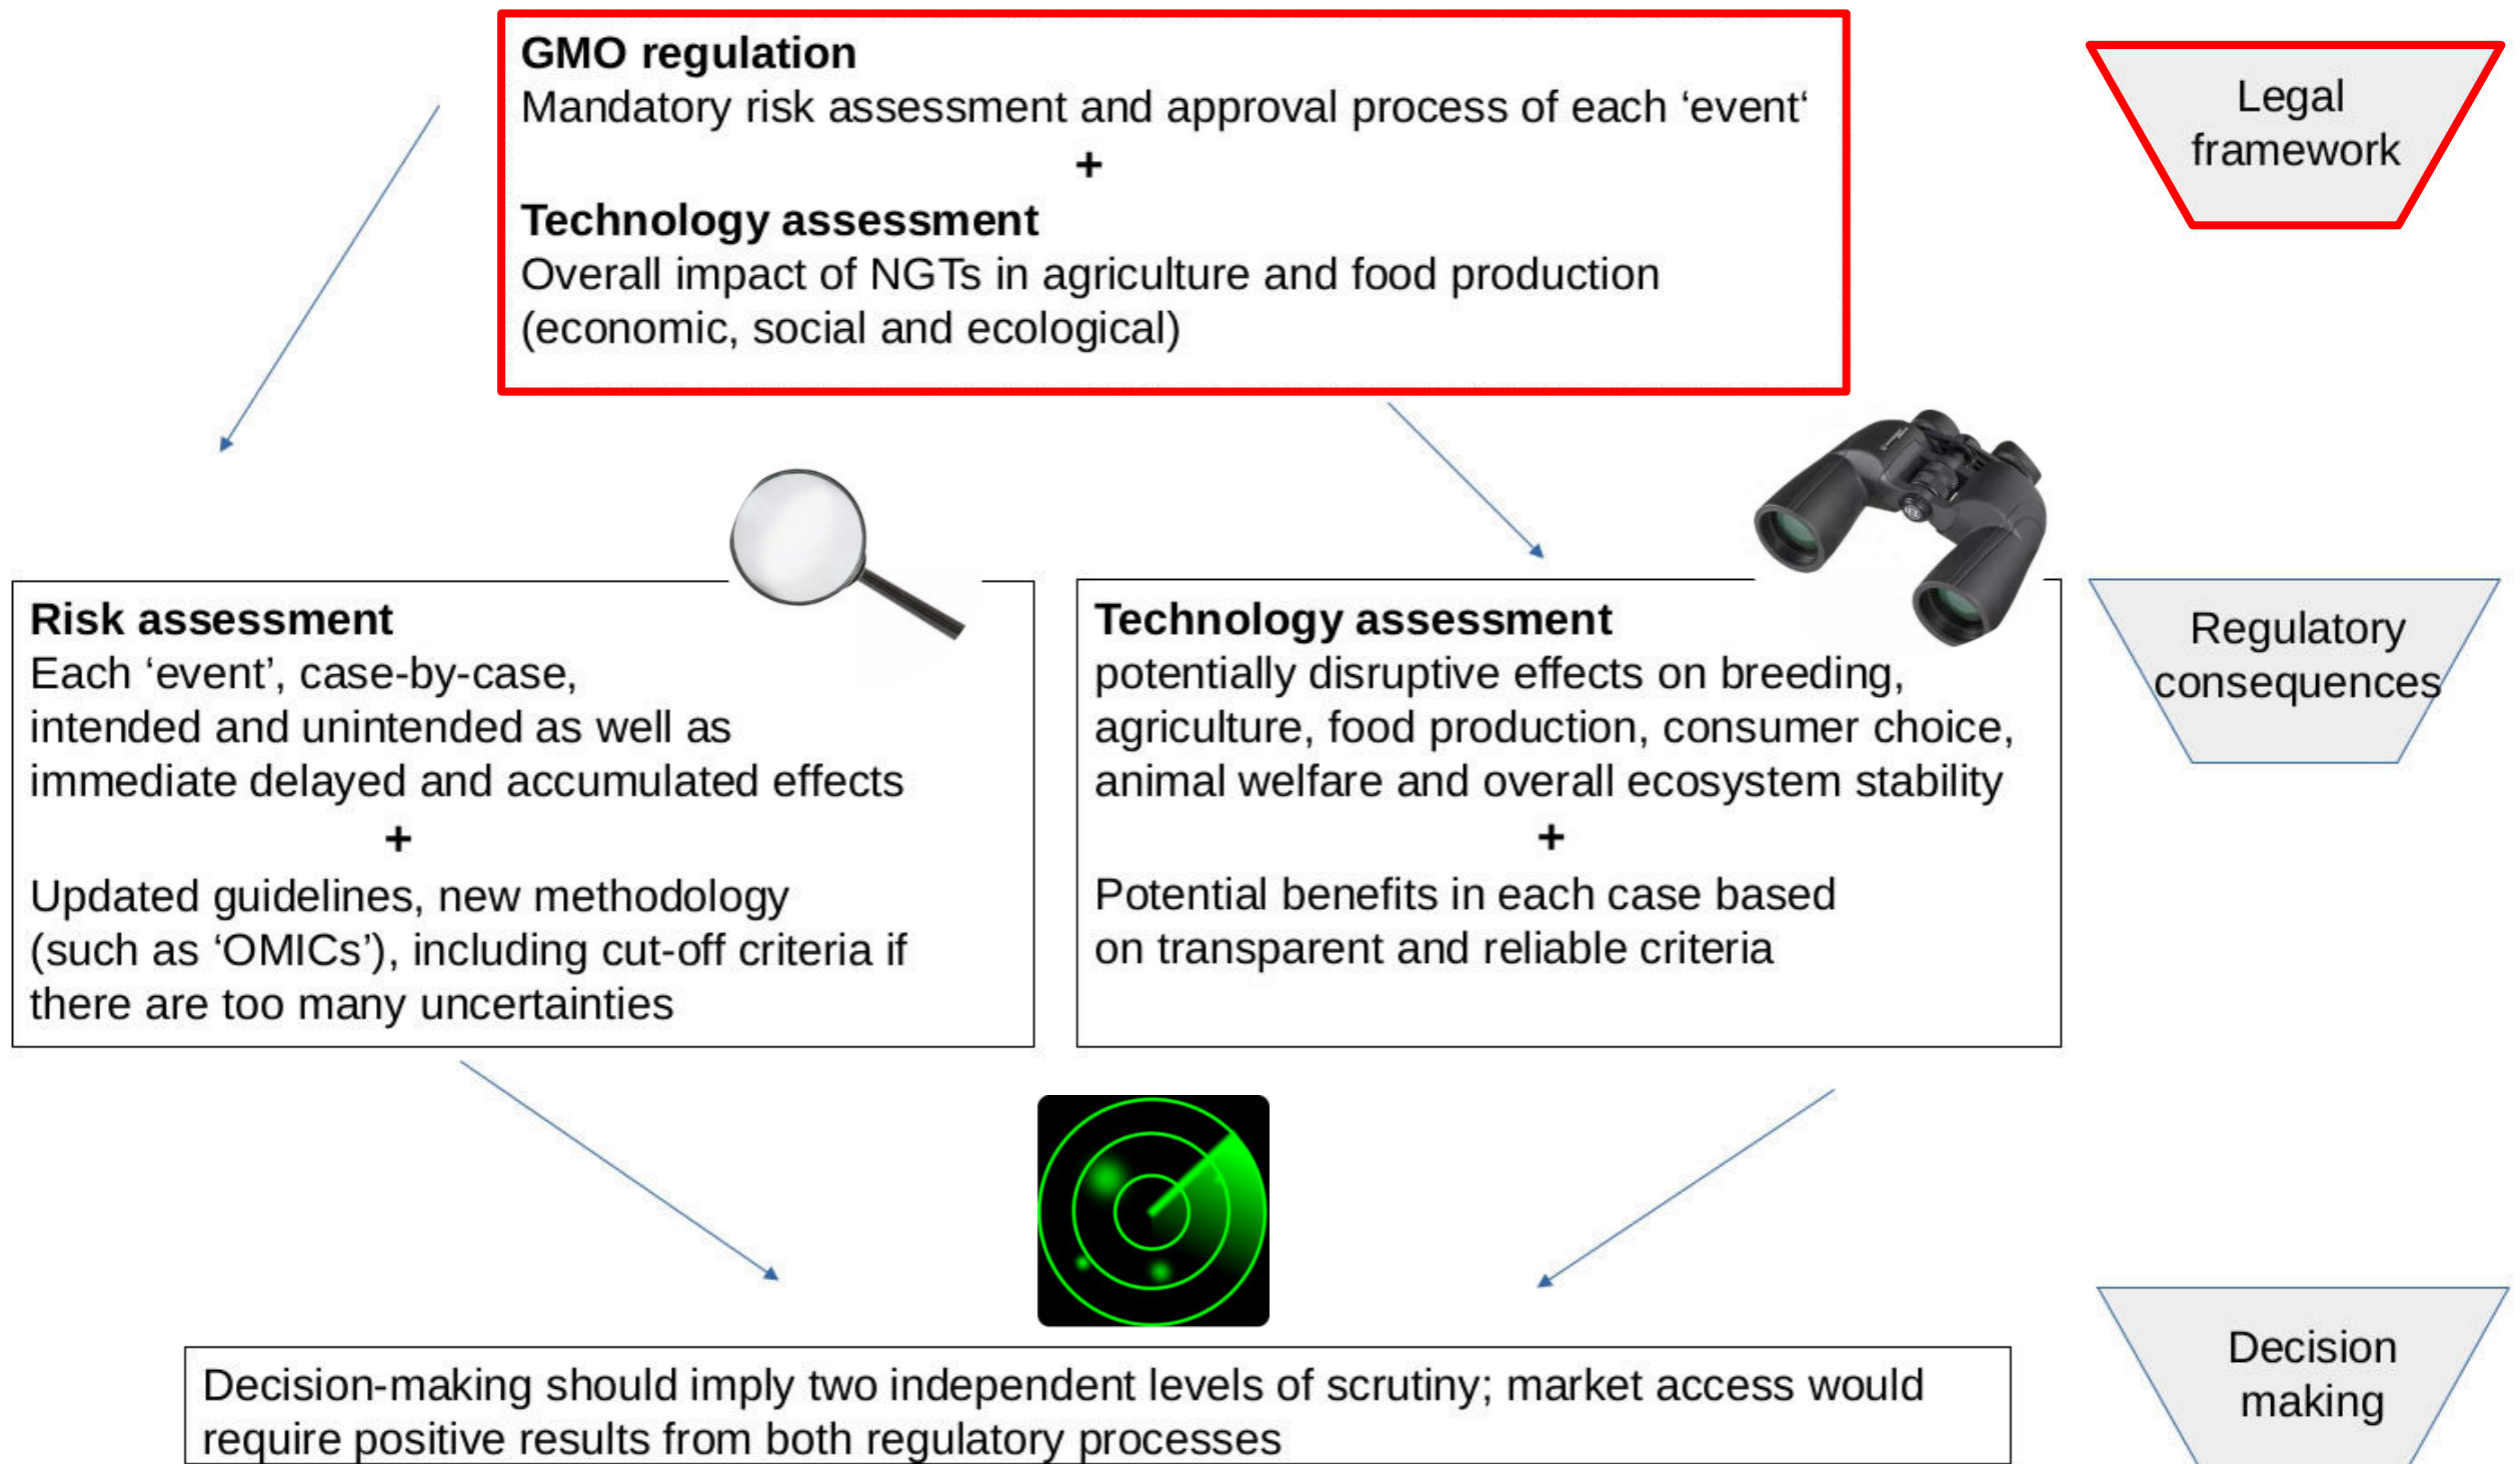 GMO regulation
Mandatory risk assessment and approval process of each ‘event‘
+
Technology assessment
Overall impact of NGTs in agriculture and food production
(economic, social and ecological)
Legal
framework
Risk assessment
Each ‘event’, case-by-case,
intended and unintended as well as
immediate delayed and accumulated effects
+
Updated guidelines, new methodology
(such as ‘OMICs’), including cut-off criteria if
there are too many uncertainties
Technology assessment
potentially disruptive effects on breeding,
agriculture, food production, consumer choice,
animal welfare and overall ecosystem stability
+
Potential benefits in each case based
on transparent and reliable criteria
Regulatory
consequences
Decision-making should imply two independent levels of scrutiny; market access would
require positive results from both regulatory processes
Decision
making